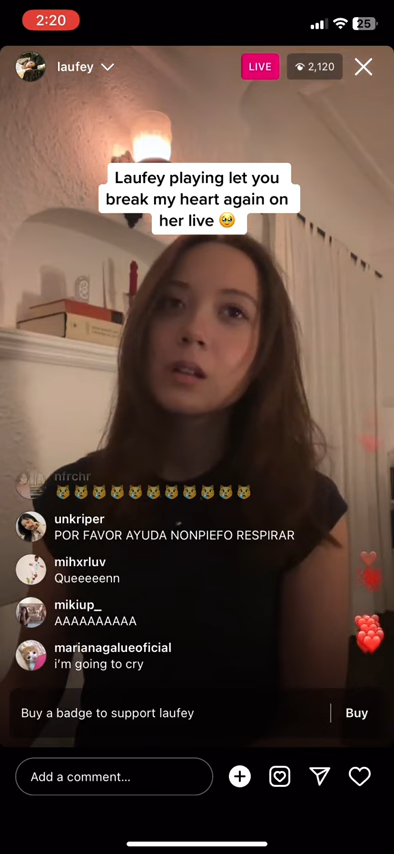 2:20
25
laufey
LIVE
2,120
Laufey playing let you
break my heart again on
her live 🥹
nfrchr
😿😿😿😿😿😿😿😿😿😿😿
unkriper
POR FAVOR AYUDA NONPIEFO RESPIRAR
mihxrluv
Queeeeenn
mikiup_
AAAAAAAAAA
marianagalueoficial
i'm going to cry
Buy a badge to support laufey
Buy
Add a comment...